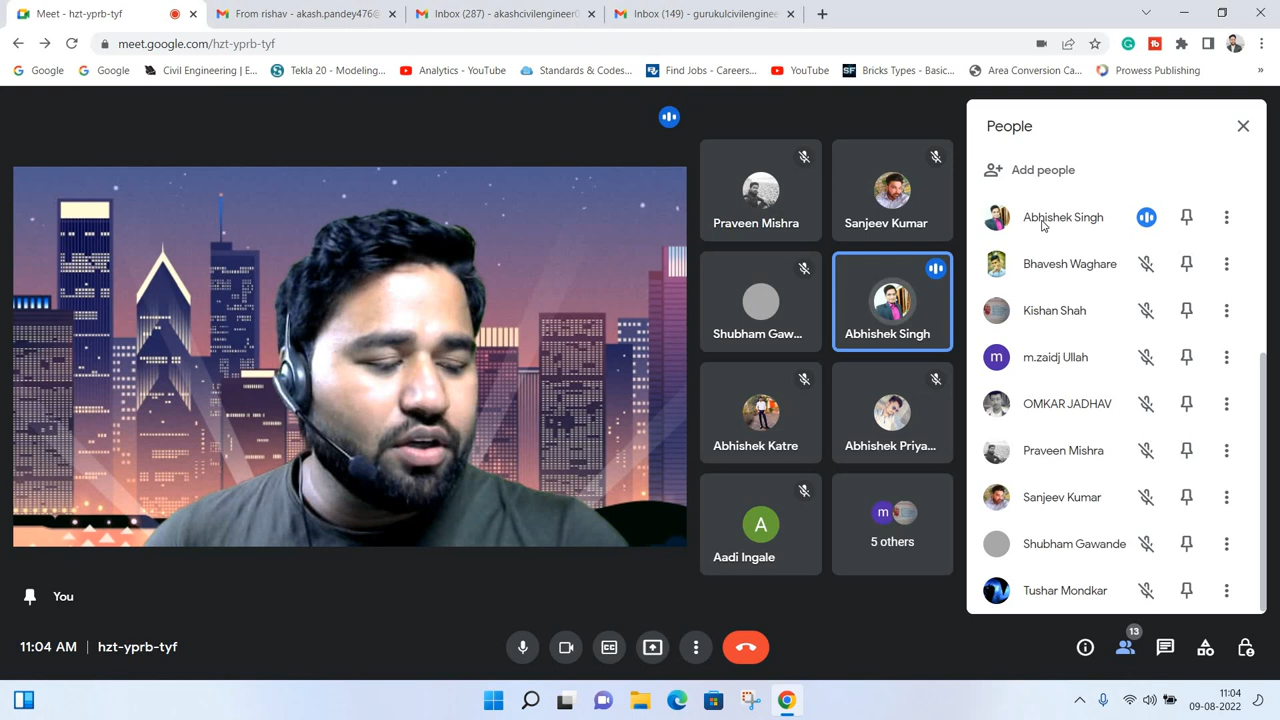 Meet - hzt-yprb-tyf
From rishav - akash.pandey476@
Inbox (287) - akashcivilengineer
Inbox (149) - gurukulcivilenginee
meet.google.com/hzt-yprb-tyf
Google
Google
Civil Engineering | E...
Tekla 20 - Modeling...
Analytics - YouTube
Standards & Codes...
Find Jobs - Careers...
YouTube
SF
Bricks Types - Basic...
Area Conversion Ca...
Prowess Publishing
»
People
Add people
Praveen Mishra
Sanjeev Kumar
Shubham Gaw...
Abhishek Singh
Abhishek Katre
Abhishek Priya...
A
Aadi Ingale
m
5 others
Abhishek Singh
Bhavesh Waghare
Kishan Shah
m
m.zaidj Ullah
OMKAR JADHAV
Praveen Mishra
Sanjeev Kumar
Shubham Gawande
Tushar Mondkar
You
11:04 AM | hzt-yprb-tyf
CC
13
11:04
09-08-2022